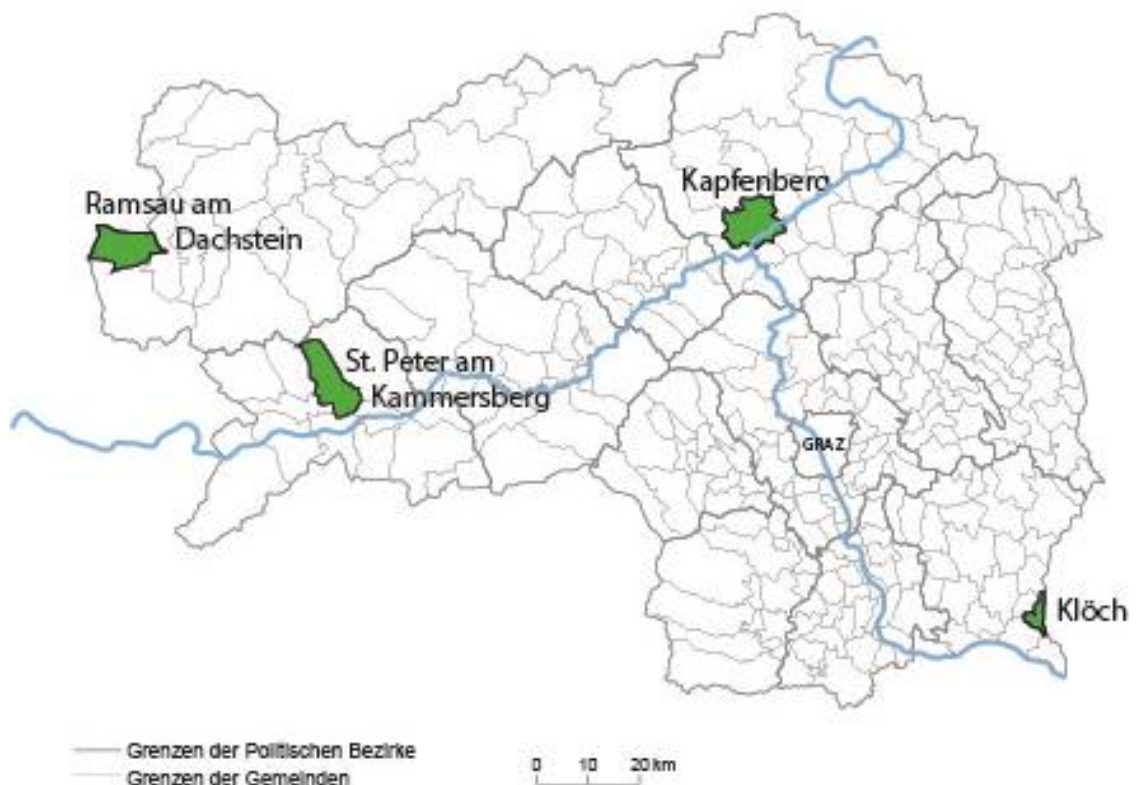 Kapfenberg
Ramsau am
Dachstein
St. Peter am
Kammersberg
GRAZ
Klöch
Grenzen der Politischen Bezirke
Grenzen der Gemeinden
0 10 20 km